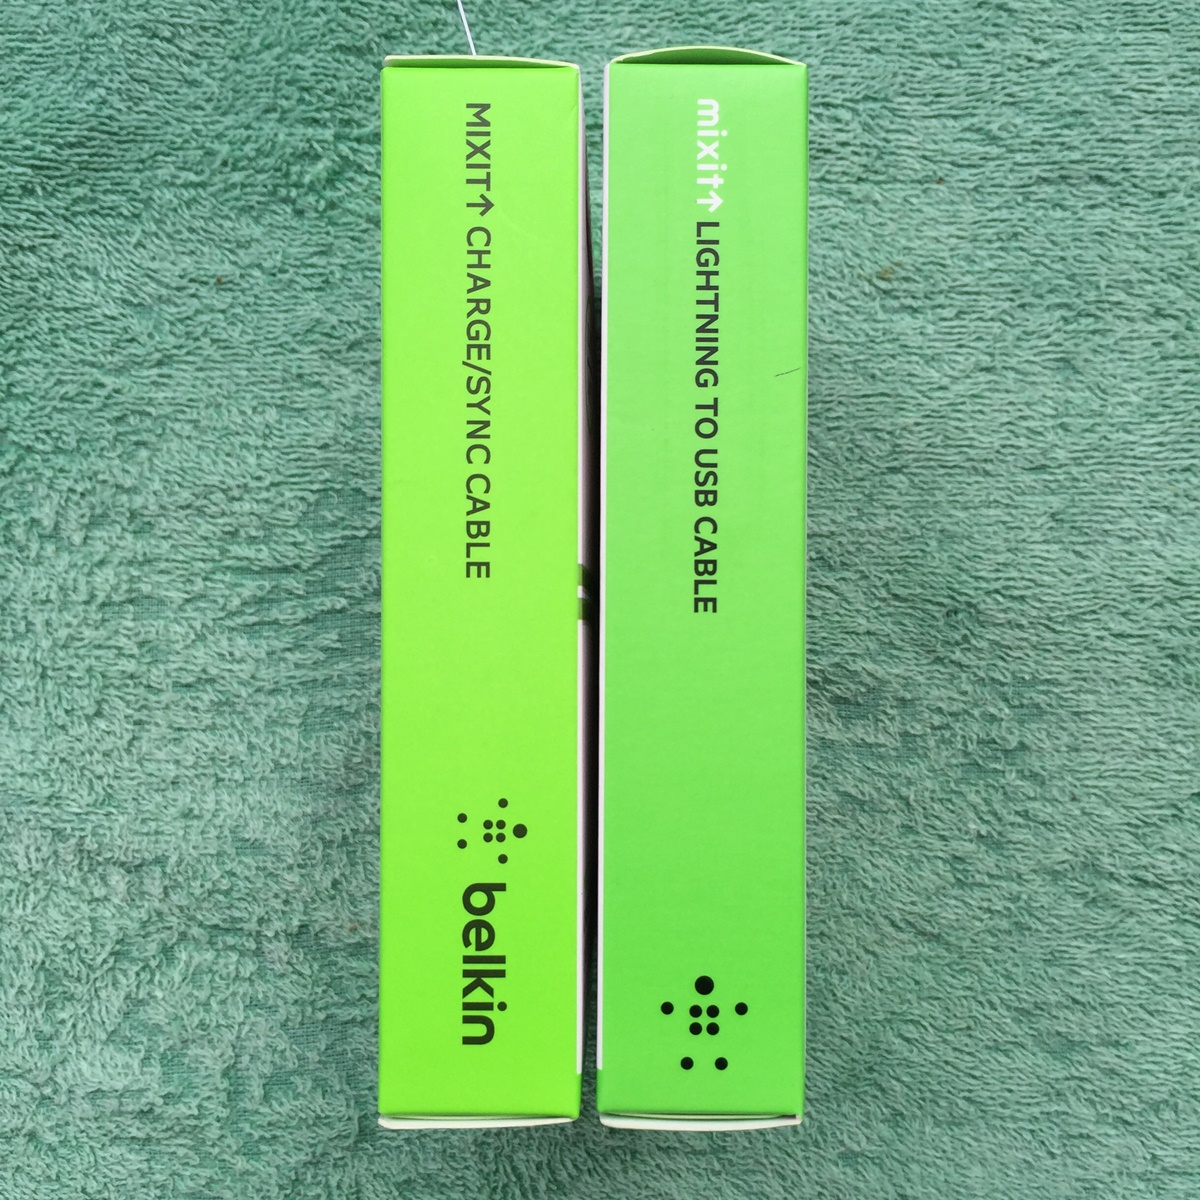 MIXIT↑ CHARGE/SYNC CABLE
belkin
mixit↑ LIGHTNING TO USB CABLE